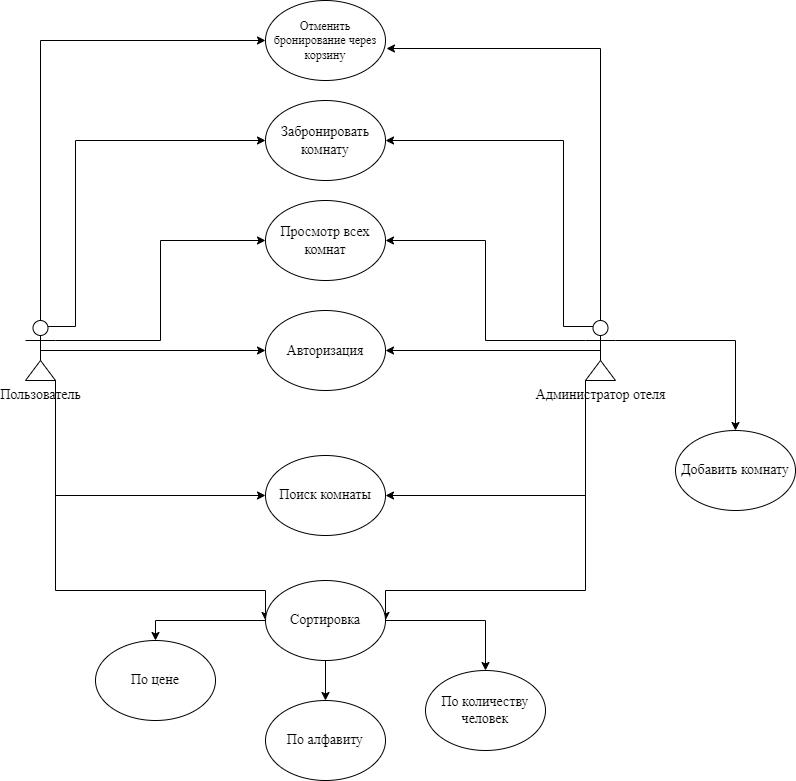 Отменить
бронирование через
корзину
Забронировать
комнату
Просмотр всех
комнат
Авторизация
Пользователь
Администратор отеля
Добавить комнату
Поиск комнаты
Сортировка
По цене
По количеству
человек
По алфавиту